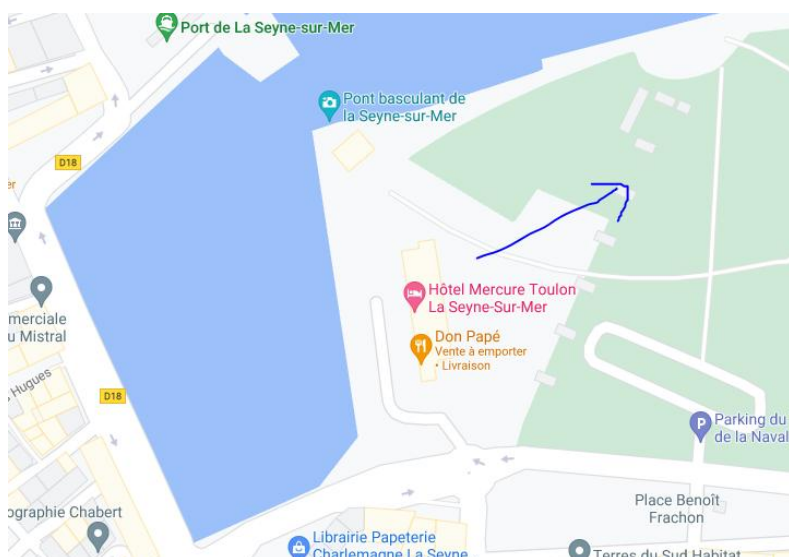 Port de La Seyne-sur-Mer
Pont basculant de
la Seyne-sur-Mer
D18
er
Hôtel Mercure Toulon
La Seyne-Sur-Mer
merciale
u Mistral
Don Papé
Vente à emporter
• Livraison
Hugues
D18
P
Parking du
de la Naval
Place Benoît
Frachon
ographie Chabert
Librairie Papeterie
Charlemagne La Seyne
Terres du Sud Habitat